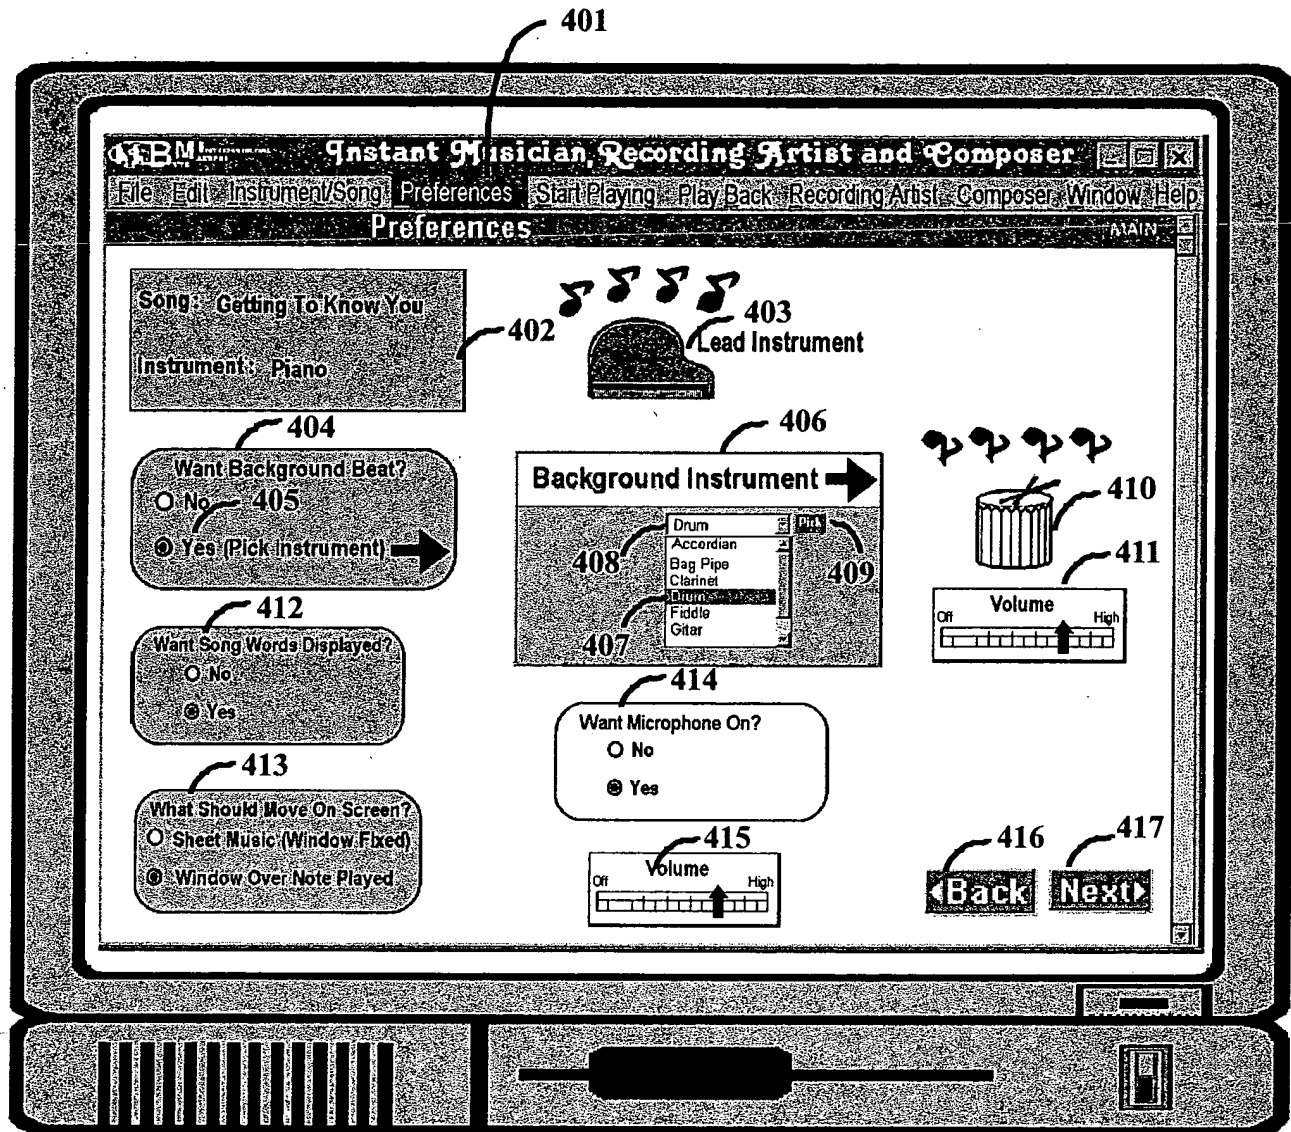 401
Instant Musician, Recording Artist and Composer
File Edit Instrument/Song Preferences Start Playing Play Back Recording Artist Composer Window Help
Preferences MAIN
Song: Getting To Know You
Instrument: Piano
402
403
Lead Instrument
404
Want Background Beat?
No
405
Yes (Pick Instrument)
406
Background Instrument
Drum Pick
408
409
Accordian
Bag Pipe
Clarinet
Drum
Fiddle
Gitar
407
410
411
Volume
Off High
412
Want Song Words Displayed?
No
Yes
414
Want Microphone On?
No
Yes
413
What Should Move On Screen?
Sheet Music (Window Fixed)
Window Over Note Played
415
Volume
Off High
416
417
Back Next